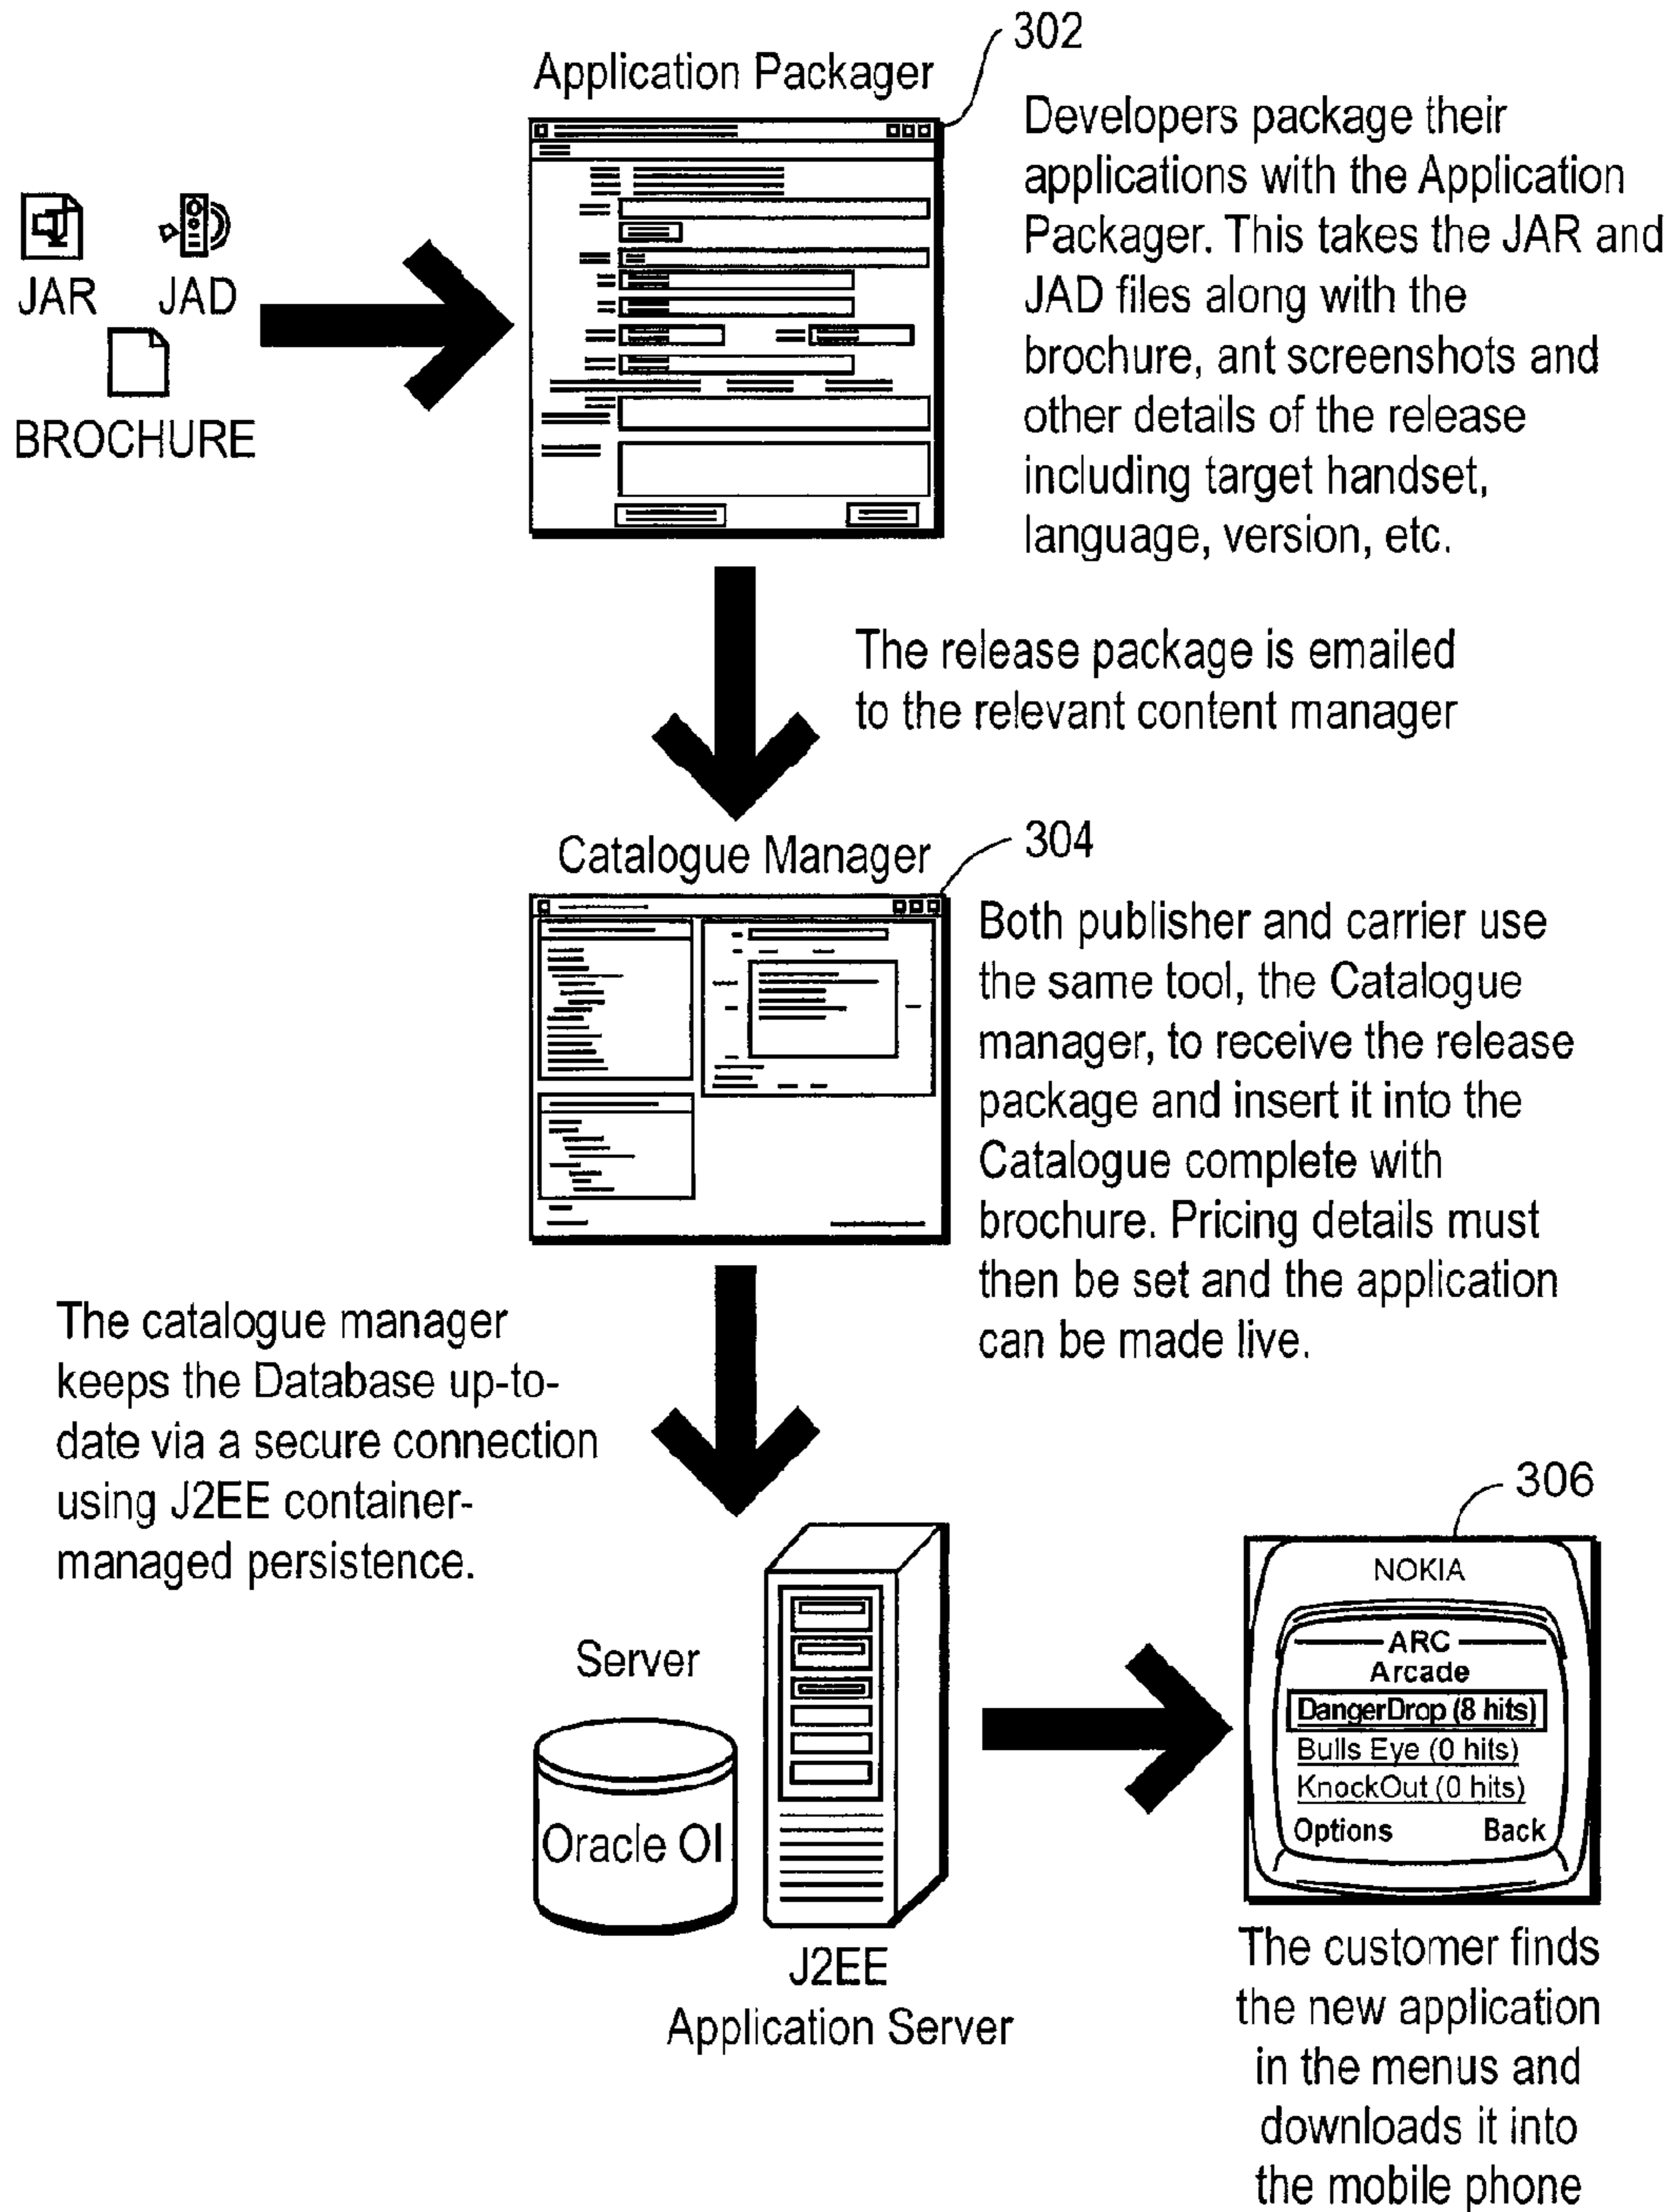 302
Application Packager
Developers package their
applications with the Application
Packager. This takes the JAR and
JAD files along with the
brochure, ant screenshots and
other details of the release
including target handset,
language, version, etc.
JAR
JAD
BROCHURE
The release package is emailed
to the relevant content manager
Catalogue Manager
304
Both publisher and carrier use
the same tool, the Catalogue
manager, to receive the release
package and insert it into the
Catalogue complete with
brochure. Pricing details must
then be set and the application
can be made live.
The catalogue manager
keeps the Database up-to-
date via a secure connection
using J2EE container-
managed persistence.
Server
Oracle OI
J2EE
Application Server
306
NOKIA
ARC
Arcade
DangerDrop (8 hits)
Bulls Eye (0 hits)
KnockOut (0 hits)
Options Back
The customer finds
the new application
in the menus and
downloads it into
the mobile phone